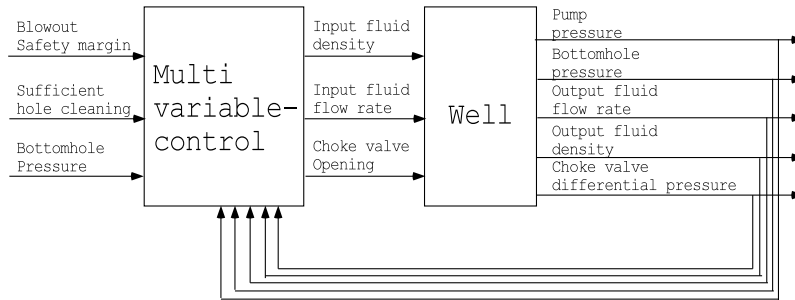 Blowout
Safety margin
Sufficient
hole cleaning
Bottomhole
Pressure
Multi
variable-
control
Input fluid
density
Input fluid
flow rate
Choke valve
Opening
Well
Pump
pressure
Bottomhole
pressure
Output fluid
flow rate
Output fluid
density
Choke valve
differential pressure